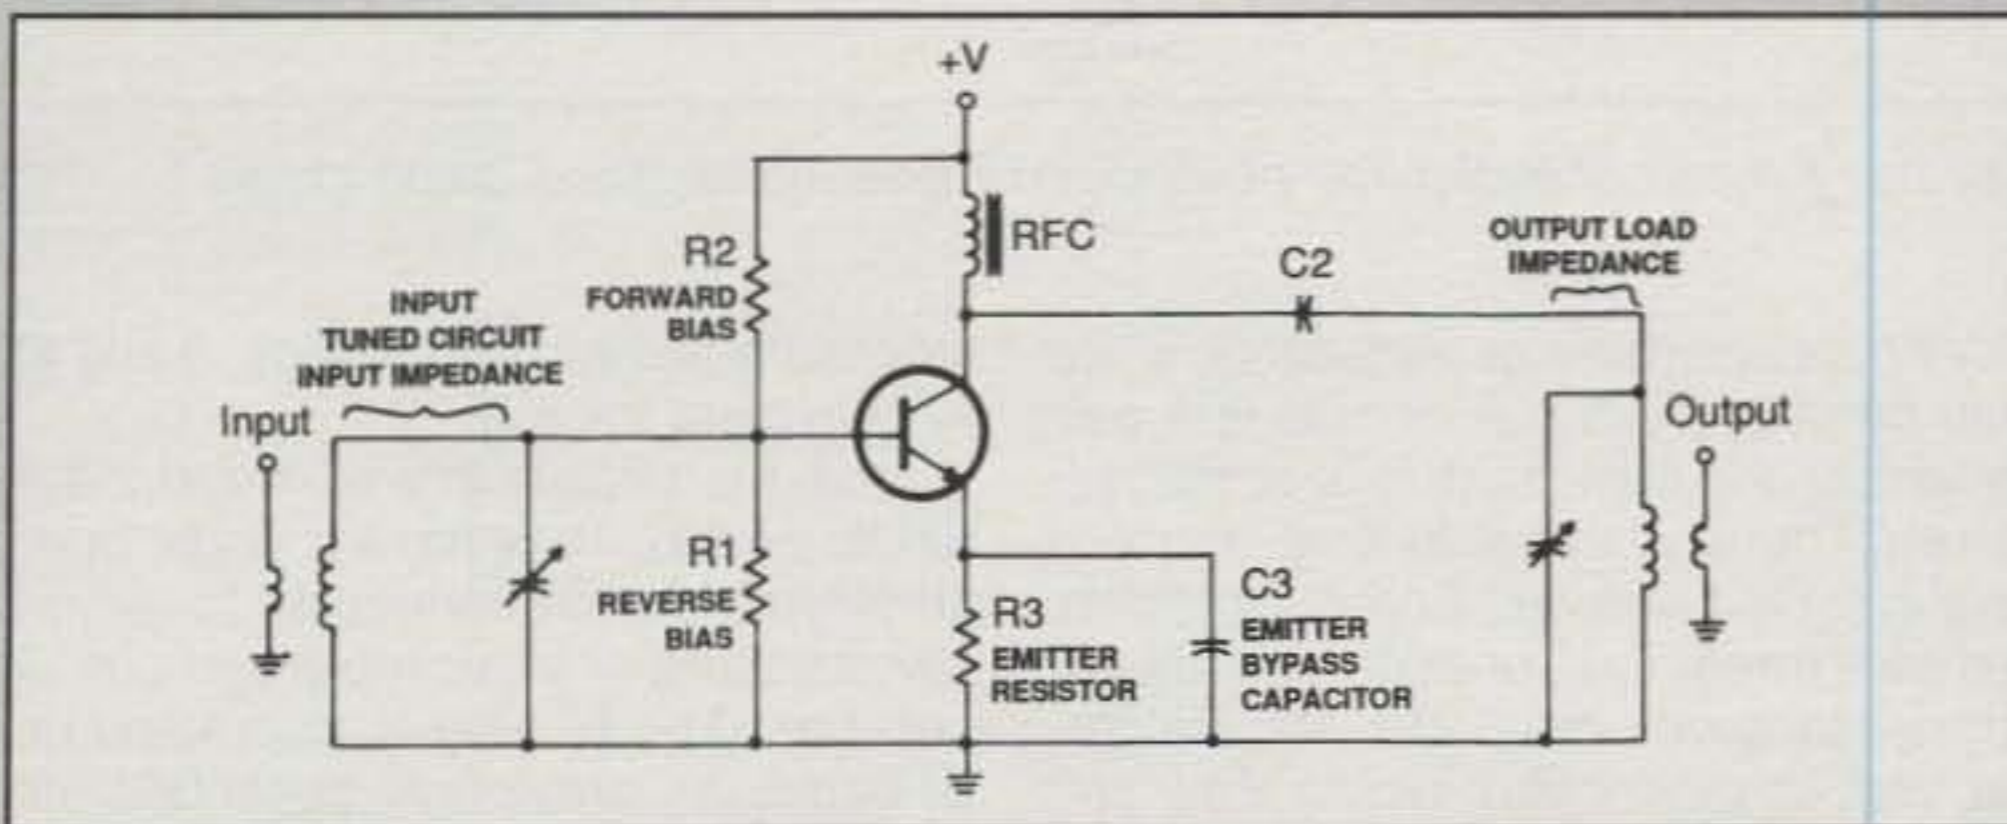 +V
R2
FORWARD
BIAS
RFC
C2
OUTPUT LOAD
IMPEDANCE
INPUT
TUNED CIRCUIT
INPUT IMPEDANCE
Input
Output
R1
REVERSE
BIAS
R3
EMITTER
RESISTOR
C3
EMITTER
BYPASS
CAPACITOR